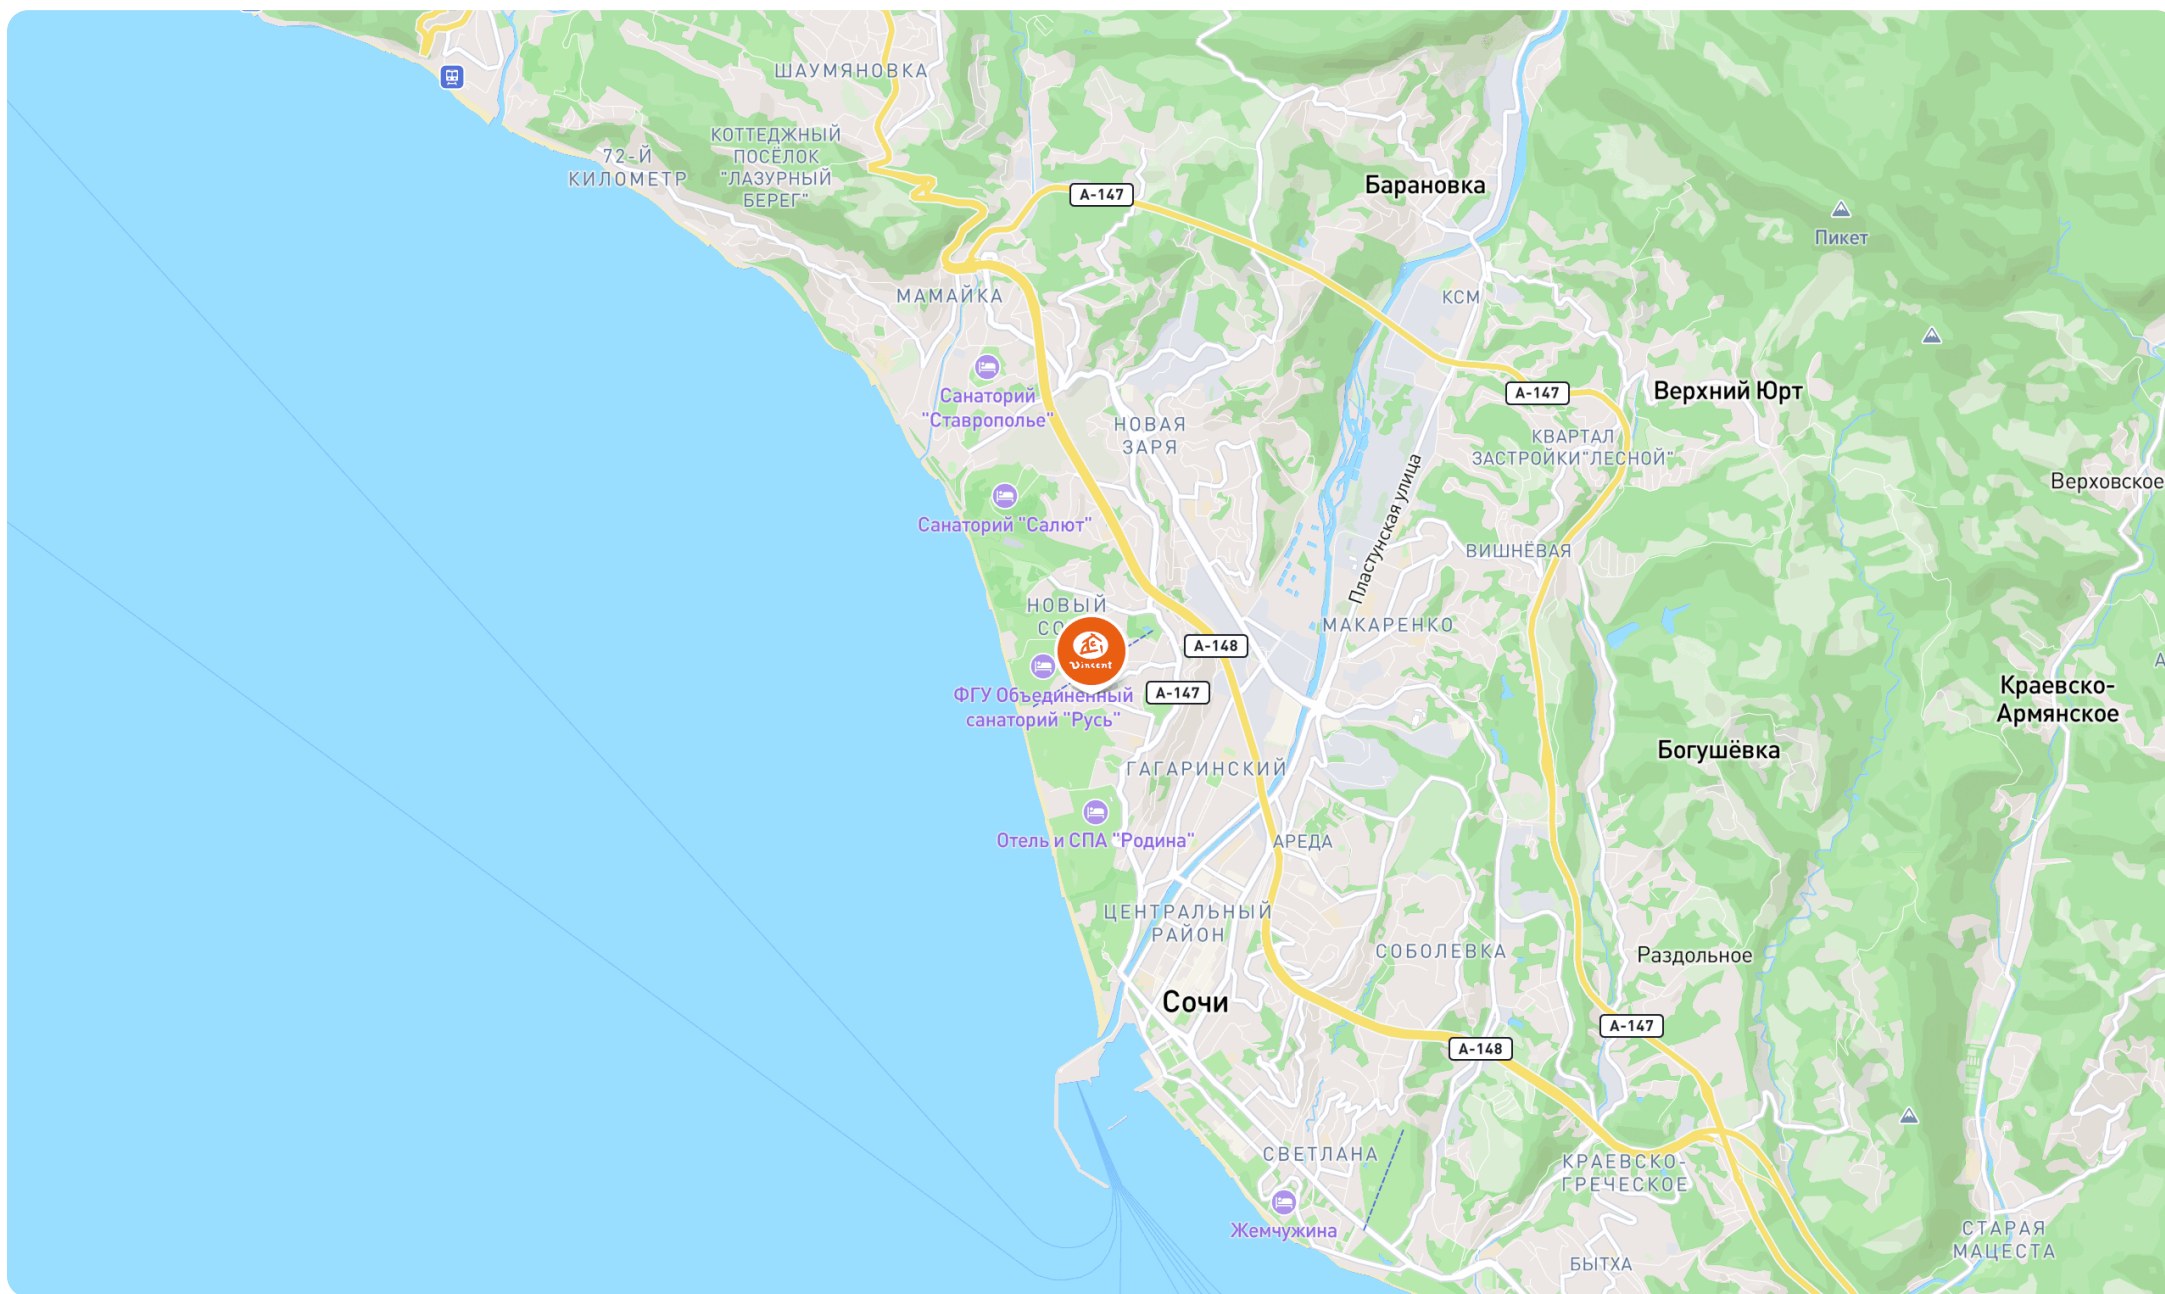 ШАУМЯНОВКА
КОТТЕДЖНЫЙ
ПОСЁЛОК
"ЛАЗУРНЫЙ
БЕРЕГ"
72-Й
КИЛОМЕТР
А-147
Барановка
Пикет
МАМАЙКА
КСМ
Санаторий
"Ставрополье"
НОВАЯ
ЗАРЯ
А-147
Верхний Юрт
КВАРТАЛ
ЗАСТРОЙКИ"ЛЕСНОЙ"
Верховское
Санаторий "Салют"
Пластунская улица
ВИШНЁВАЯ
НОВЫЙ
СО
Vincent
МАКАРЕНКО
А-148
А-147
ФГУ Объединенный
санаторий "Русь"
Краевско-
Армянское
А
Богушёвка
ГАГАРИНСКИЙ
Отель и СПА "Родина"
АРЕДА
ЦЕНТРАЛЬНЫЙ
РАЙОН
СОБОЛЕВКА
Раздольное
Сочи
А-147
А-148
СВЕТЛАНА
КРАЕВСКО-
ГРЕЧЕСКОЕ
Жемчужина
СТАРАЯ
МАЦЕСТА
БЫТХА